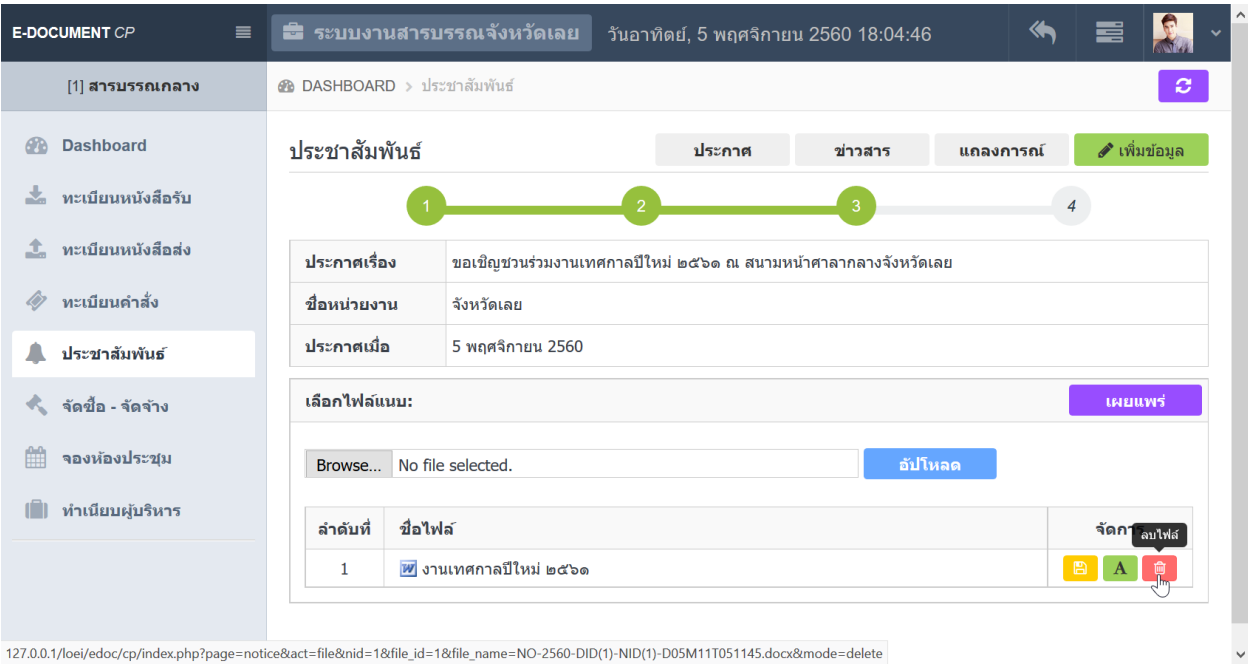 E-DOCUMENT CP
ระบบงานสารบรรณจังหวัดเลย
วันอาทิตย์, 5 พฤศจิกายน 2560 18:04:46
[1] สารบรรณกลาง
DASHBOARD > ประชาสัมพันธ์
Dashboard
ทะเบียนหนังสือรับ
ทะเบียนหนังสือส่ง
ทะเบียนคำสั่ง
ประชาสัมพันธ์
จัดซื้อ - จัดจ้าง
จองห้องประชุม
ทำเนียบผู้บริหาร
ประชาสัมพันธ์
ประกาศ
ข่าวสาร
แถลงการณ์
เพิ่มข้อมูล
1 2 3 4
ประกาศเรื่อง ขอเชิญชวนร่วมงานเทศกาลปีใหม่ ๒๕๖๑ ณ สนามหน้าศาลากลางจังหวัดเลย
ชื่อหน่วยงาน จังหวัดเลย
ประกาศเมื่อ 5 พฤศจิกายน 2560
เลือกไฟล์แนบ:
เผยแพร่
Browse... No file selected.
อัปโหลด
ลำดับที่ ชื่อไฟล์ จัดการ
ลบไฟล์
1 งานเทศกาลปีใหม่ ๒๕๖๑ A
127.0.0.1/loei/edoc/cp/index.php?page=notice&act=file&nid=1&file_id=1&file_name=NO-2560-DID(1)-NID(1)-D05M11T051145.docx&mode=delete